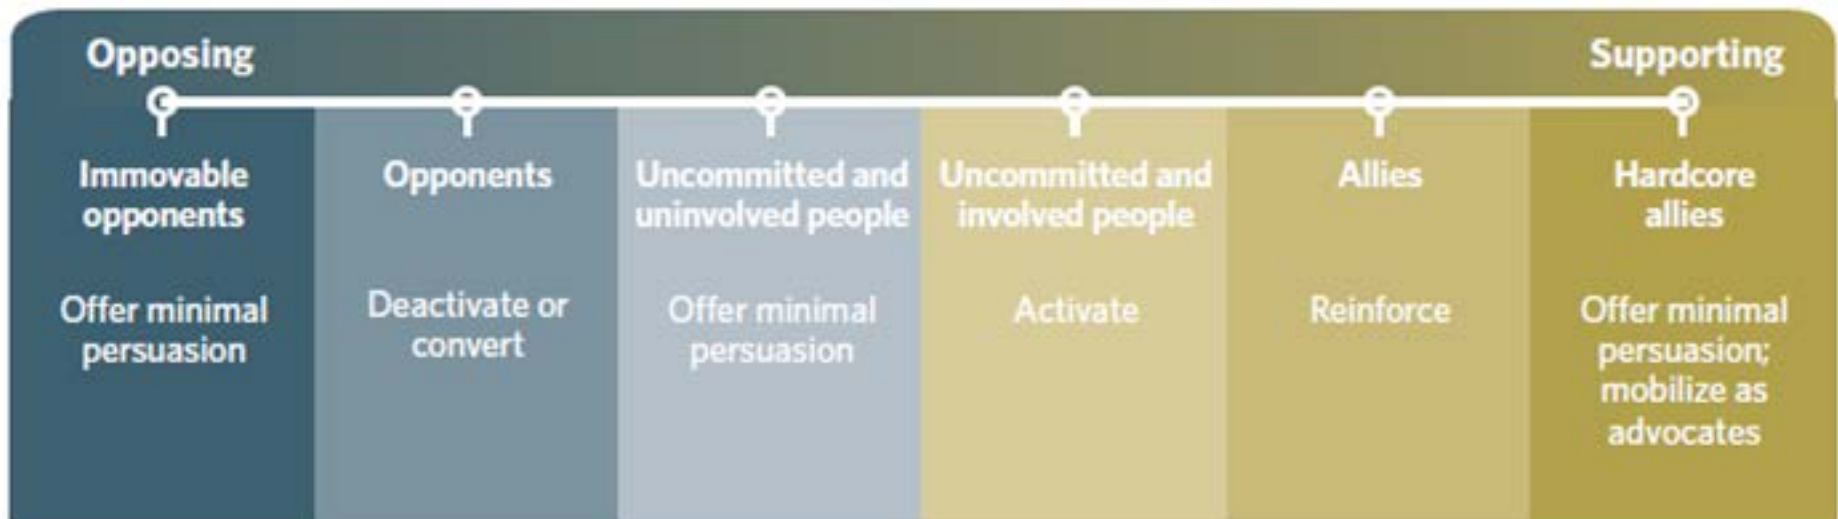 Opposing
Supporting
Immovable
opponents
Opponents
Uncommitted and
uninvolved people
Uncommitted and
involved people
Allies
Hardcore
allies
Offer minimal
persuasion
Deactivate or
convert
Offer minimal
persuasion
Activate
Reinforce
Offer minimal
persuasion;
mobilize as
advocates